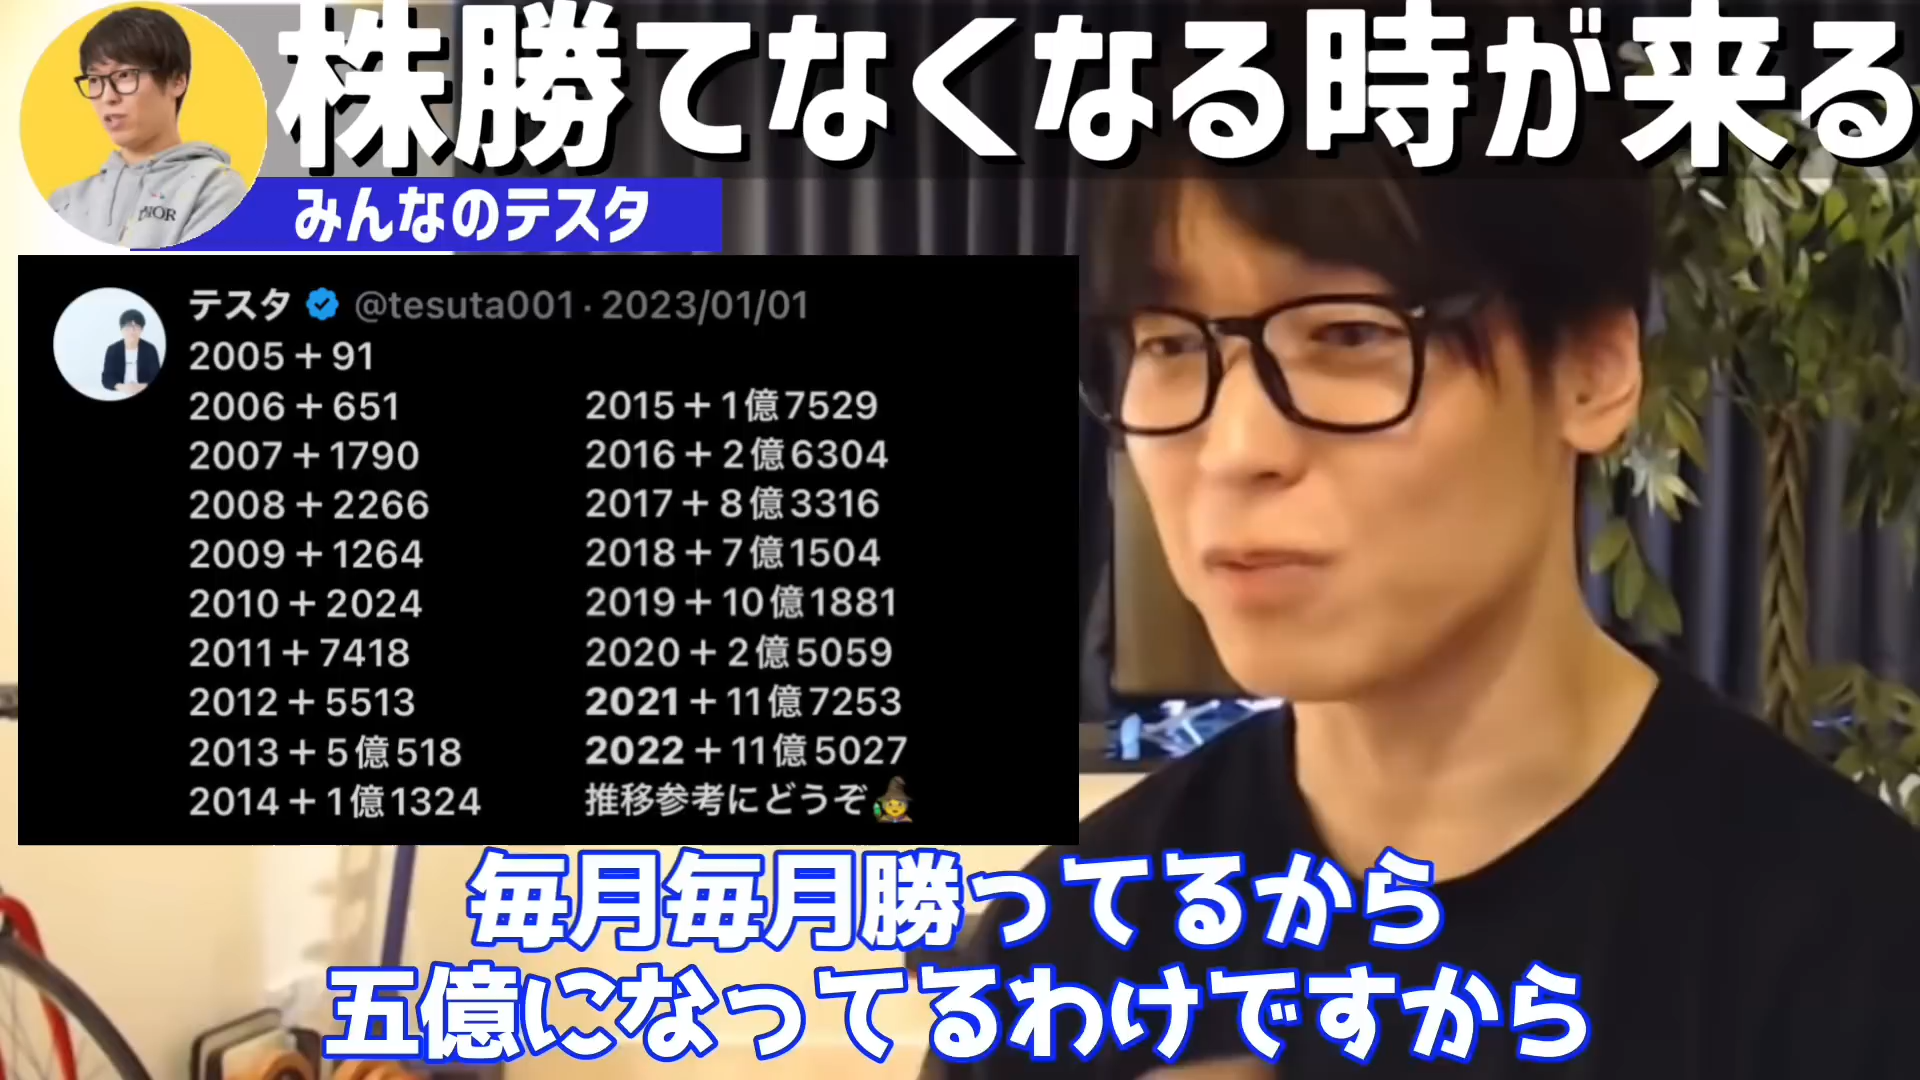 株勝てなくなる時が来る
みんなのテスタ
DIOR
テスタ @tesuta001・2023/01/01
2005＋91
2006＋651
2007＋1790
2008＋2266
2009＋1264
2010＋2024
2011＋7418
2012＋5513
2013＋5億518
2014＋1億1324
2015＋1億7529
2016＋2億6304
2017＋8億3316
2018＋7億1504
2019＋10億1881
2020＋2億5059
2021＋11億7253
2022＋11億5027
推移参考にどうぞ
毎月毎月勝ってるから
五億になってるわけですから